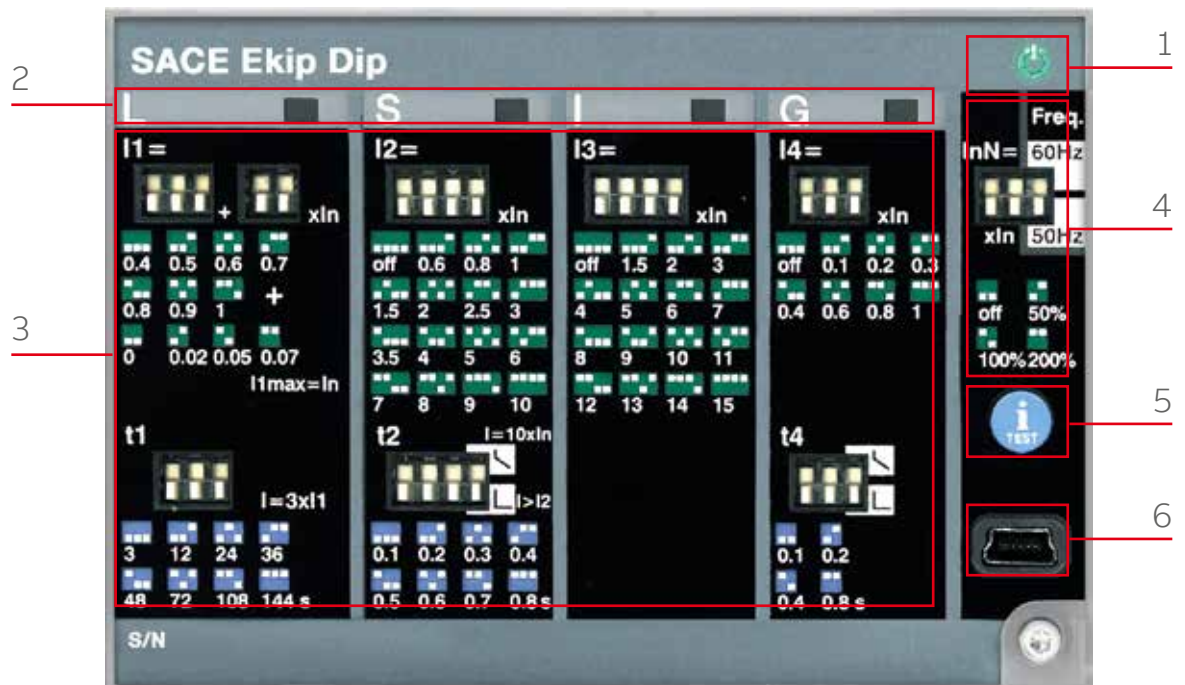 SACE Ekip Dip
1
2
L S I G
Freq.
I1= I2= I3= I4= InN= 60Hz
+ xIn xIn xIn xIn xIn 50Hz
4
0.4 0.5 0.6 0.7 off 0.6 0.8 1 off 1.5 2 3 off 0.1 0.2 0.3
0.8 0.9 1 + 1.5 2 2.5 3 4 5 6 7 0.4 0.6 0.8 1 off 50%
3
0 0.02 0.05 0.07 3.5 4 5 6 8 9 10 11 100% 200%
I1max=In
7 8 9 10 12 13 14 15
5
i
TEST
t1 t2 I=10xIn t4
I=3xI1 I>I2
6
3 12 24 36 0.1 0.2 0.3 0.4 0.1 0.2
48 72 108 144 s 0.5 0.6 0.7 0.8 s 0.4 0.8 s
S/N